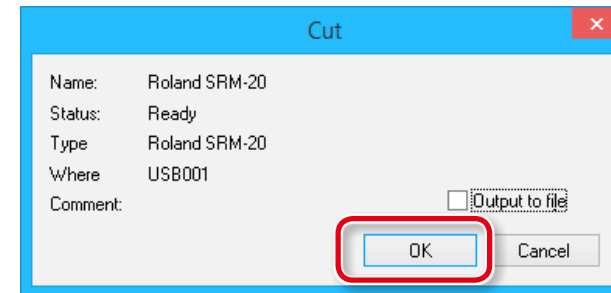 Cut
Name: Roland SRM-20
Status: Ready
Type Roland SRM-20
Where USB001
Comment:
Output to file
OK Cancel